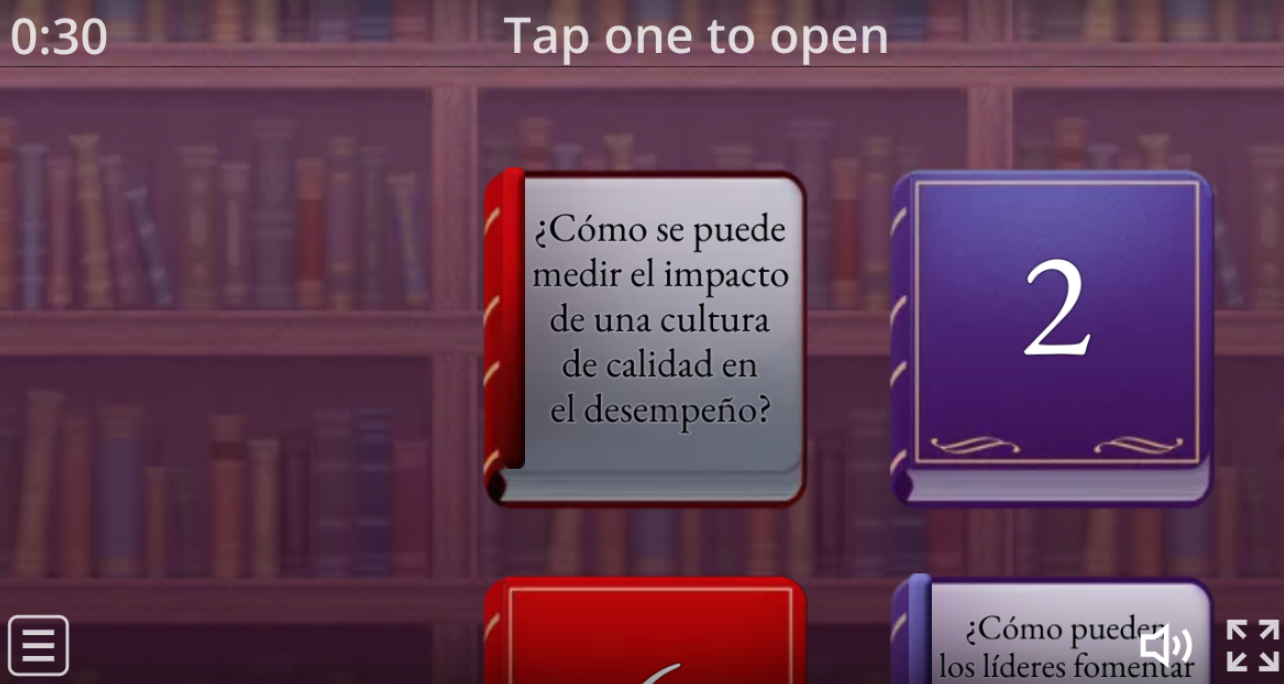 0:30
Tap one to open
¿Cómo se puede
medir el impacto
de una cultura
de calidad en
el desempeño?
2
¿Cómo pueden
los líderes fomentar